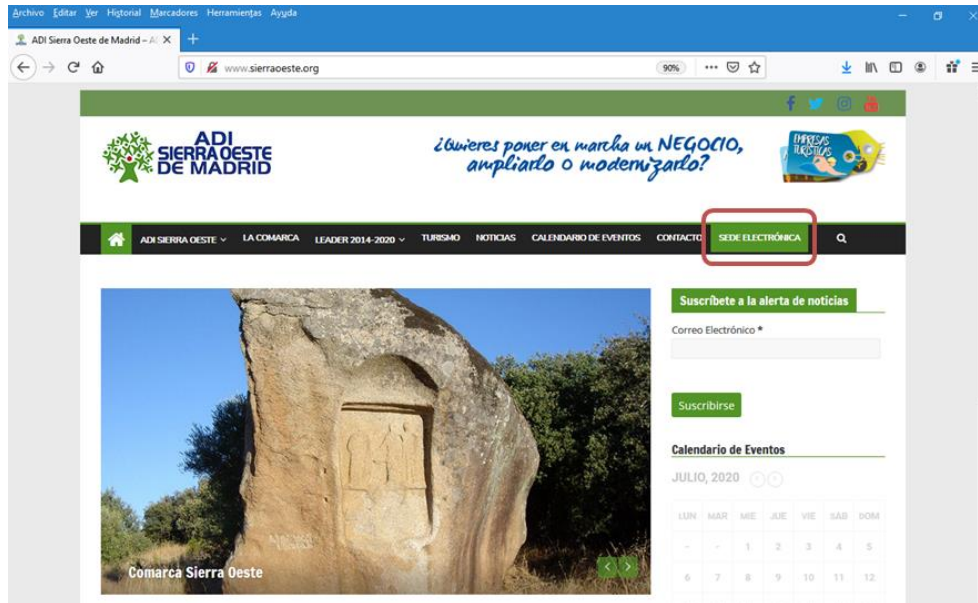 Archivo Editar Ver Historial Marcadores Herramientas Ayuda
ADI Sierra Oeste de Madrid – AD
www.sierraoeste.org
90%
ADI
SIERRA OESTE
DE MADRID
¿Quieres poner en marcha un NEGOCIO,
ampliarlo o modernizarlo?
EMPRESAS
TURÍSTICAS
ADI SIERRA OESTE
LA COMARCA
LEADER 2014-2020
TURISMO
NOTICIAS
CALENDARIO DE EVENTOS
CONTACTO
SEDE ELECTRÓNICA
Suscríbete a la alerta de noticias
Correo Electrónico *
Suscribirse
Calendario de Eventos
JULIO, 2020
LUN MAR MIE JUE VIE SAB DOM
- - 1 2 3 4 5
6 7 8 9 10 11 12
Comarca Sierra Oeste